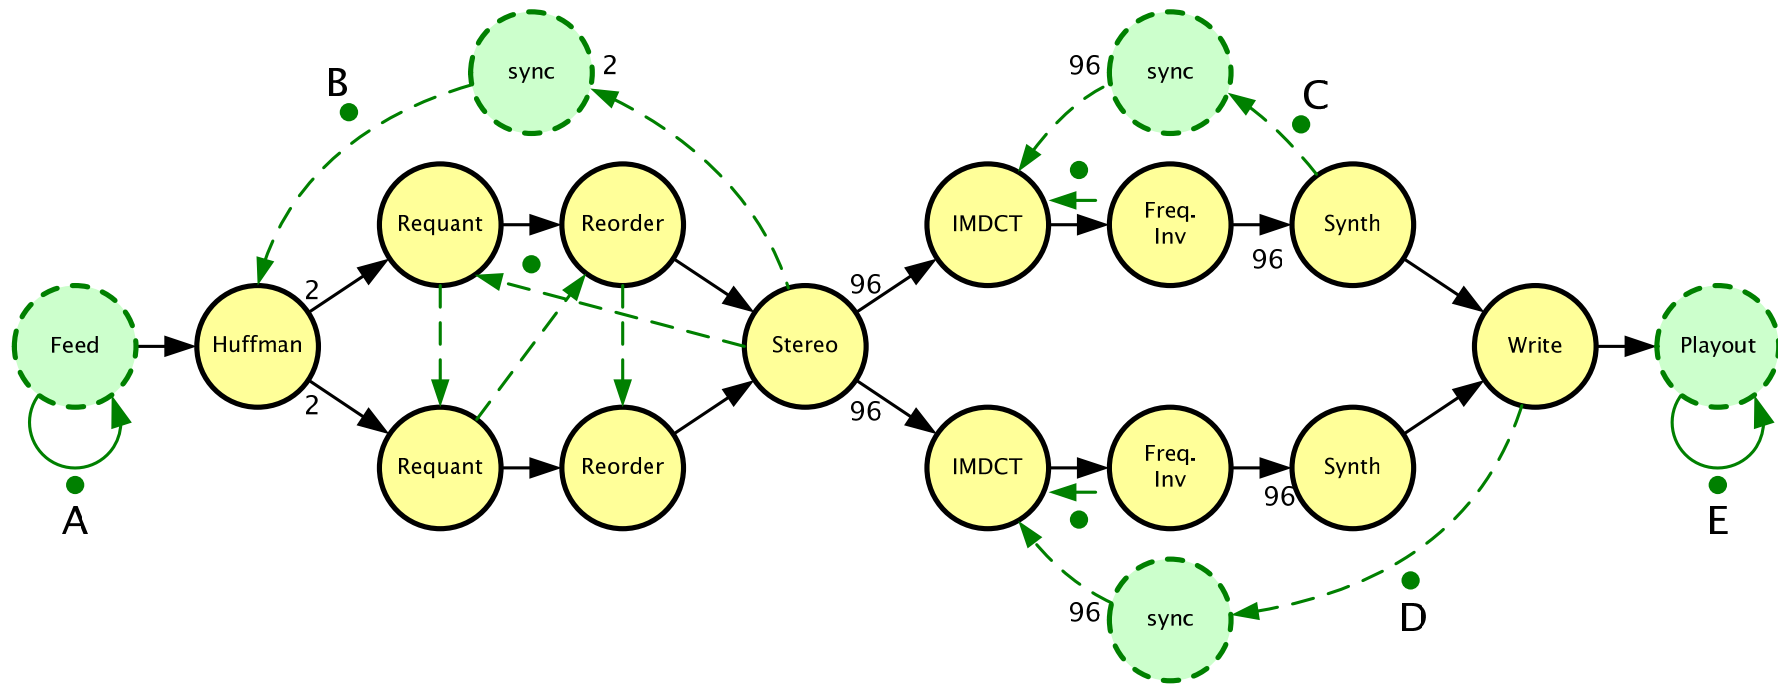 sync
2
B
96
sync
C
Requant
Reorder
IMDCT
Freq.
Inv
Synth
96
2
96
Feed
Huffman
Stereo
Write
Playout
2
96
Requant
Reorder
IMDCT
Freq.
Inv
Synth
96
A
E
96
sync
D